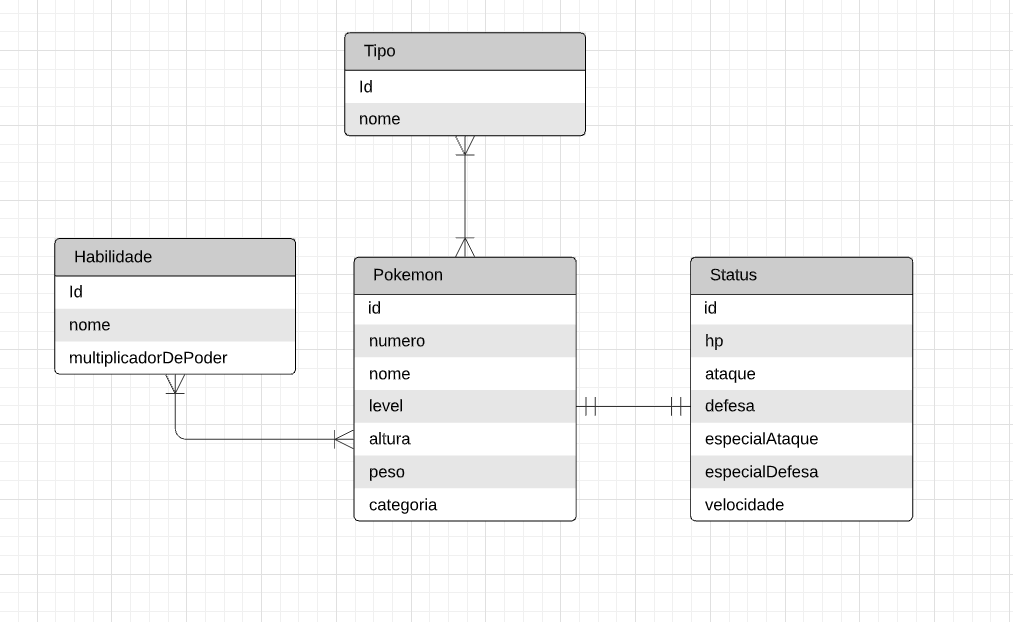 Tipo
Id
nome
Habilidade
Id
nome
multiplicadorDePoder
Pokemon
id
numero
nome
level
altura
peso
categoria
Status
id
hp
ataque
defesa
especialAtaque
especialDefesa
velocidade